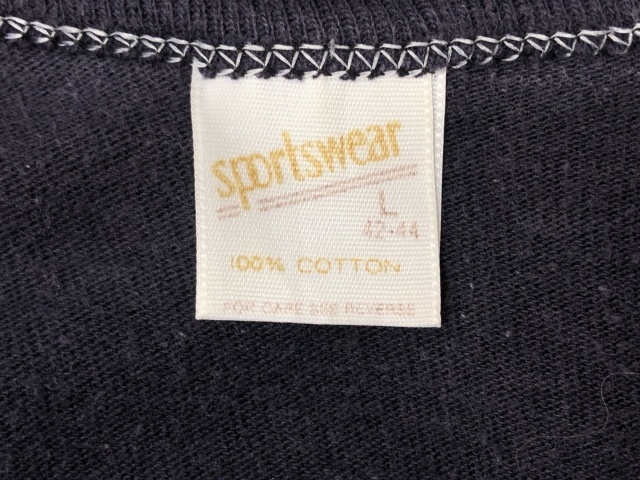 sportswear
L
42-44
100% COTTON
FOR CARE SEE REVERSE